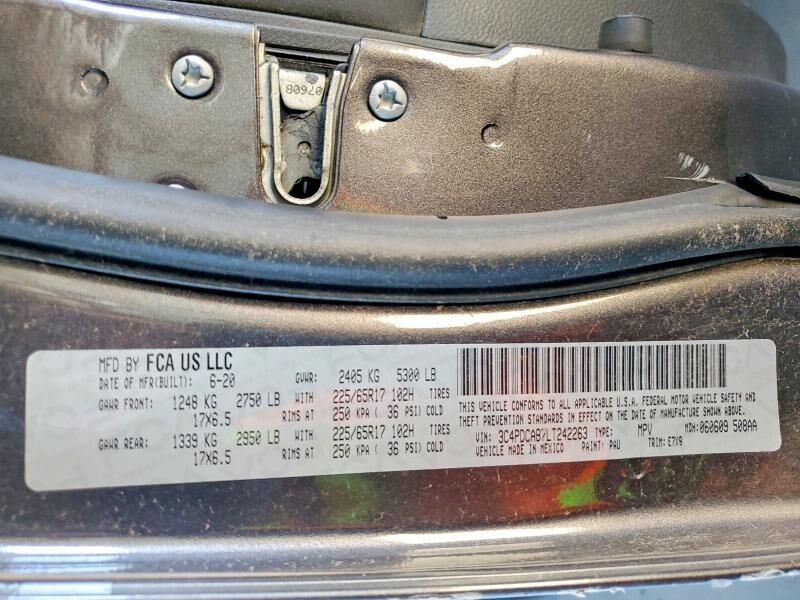 07608
MFD BY FCA US LLC
DATE OF MFR(BUILT): 6-20 GVWR: 2405 KG 5300 LB
GAWR FRONT: 1248 KG 2750 LB WITH 225/65R17 102H TIRES
17X6.5 RIMS AT 250 KPA ( 36 PSI) COLD
GAWR REAR: 1339 KG 2950 LB WITH 225/65R17 102H TIRES
17X6.5 RIMS AT 250 KPA ( 36 PSI) COLD
THIS VEHICLE CONFORMS TO ALL APPLICABLE U.S.A. FEDERAL MOTOR VEHICLE SAFETY AND
THEFT PREVENTION STANDARDS IN EFFECT ON THE DATE OF MANUFACTURE SHOWN ABOVE
VIN: 3C4PDCAB7LT242263 TYPE: MPV MDH: 060609 508AA
VEHICLE MADE IN MEXICO PAINT: PAU TRIM: E7X9